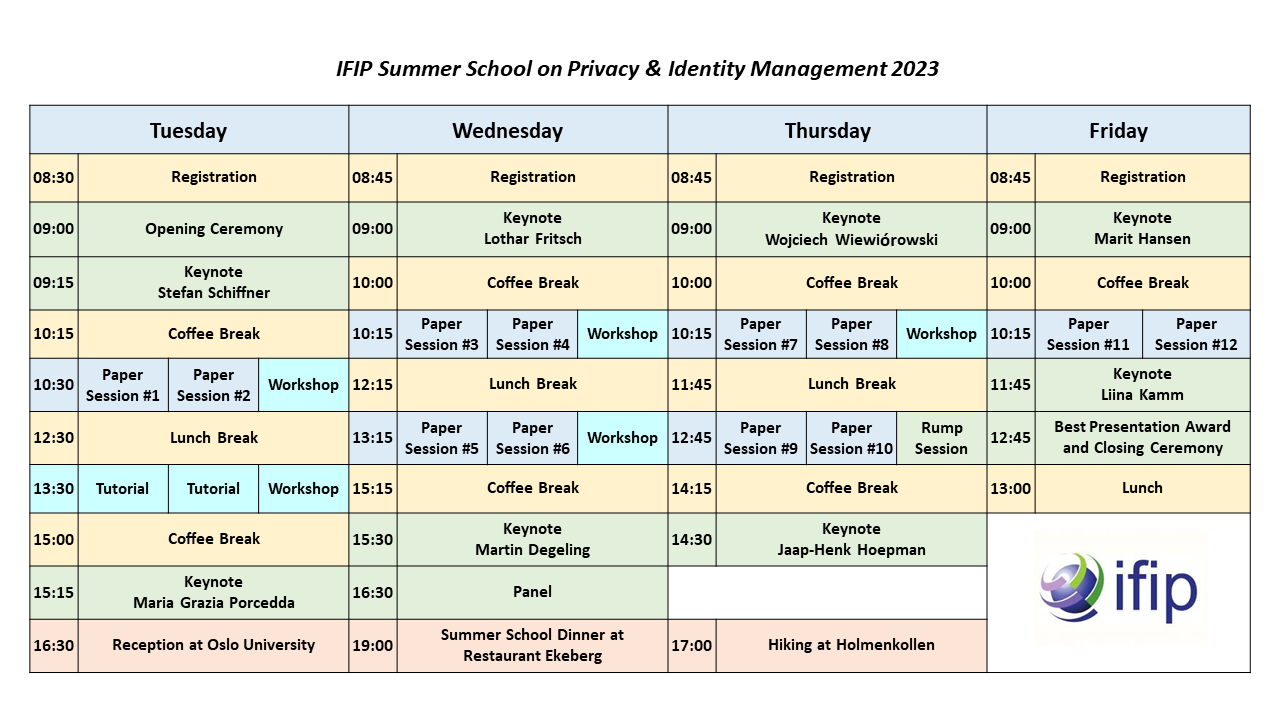 IFIP Summer School on Privacy & Identity Management 2023
Tuesday Wednesday Thursday Friday
08:30 Registration 08:45 Registration 08:45 Registration 08:45 Registration
09:00 Opening Ceremony 09:00 Keynote
Lothar Fritsch 09:00 Keynote
Wojciech Wiewiórowski 09:00 Keynote
Marit Hansen
09:15 Keynote
Stefan Schiffner 10:00 Coffee Break 10:00 Coffee Break 10:00 Coffee Break
10:15 Coffee Break 10:15 Paper
Session #3 Paper
Session #4 Workshop 10:15 Paper
Session #7 Paper
Session #8 Workshop 10:15 Paper
Session #11 Paper
Session #12
10:30 Paper
Session #1 Paper
Session #2 Workshop 12:15 Lunch Break 11:45 Lunch Break 11:45 Keynote
Liina Kamm
12:30 Lunch Break 13:15 Paper
Session #5 Paper
Session #6 Workshop 12:45 Paper
Session #9 Paper
Session #10 Rump
Session 12:45 Best Presentation Award
and Closing Ceremony
13:30 Tutorial Tutorial Workshop 15:15 Coffee Break 14:15 Coffee Break 13:00 Lunch
15:00 Coffee Break 15:30 Keynote
Martin Degeling 14:30 Keynote
Jaap-Henk Hoepman
15:15 Keynote
Maria Grazia Porcedda 16:30 Panel
16:30 Reception at Oslo University 19:00 Summer School Dinner at
Restaurant Ekeberg 17:00 Hiking at Holmenkollen
ifip